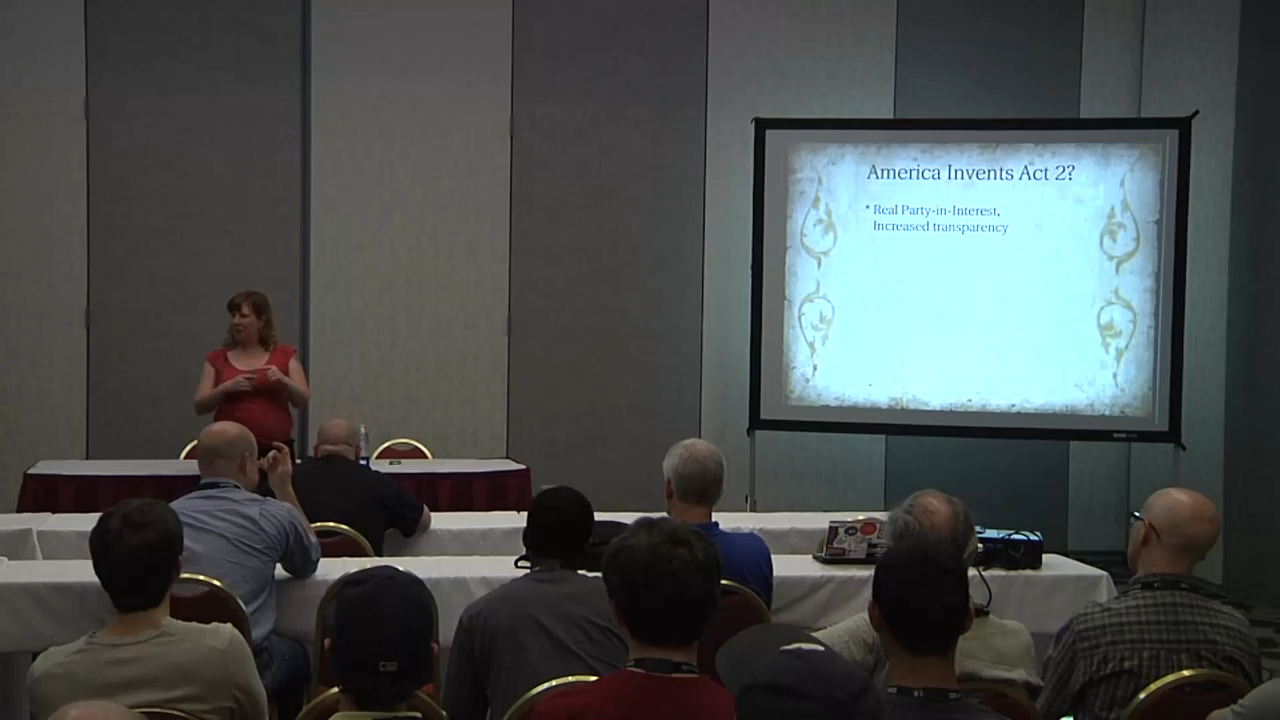 America Invents Act 2?
* Real Party-in-Interest,
Increased transparency